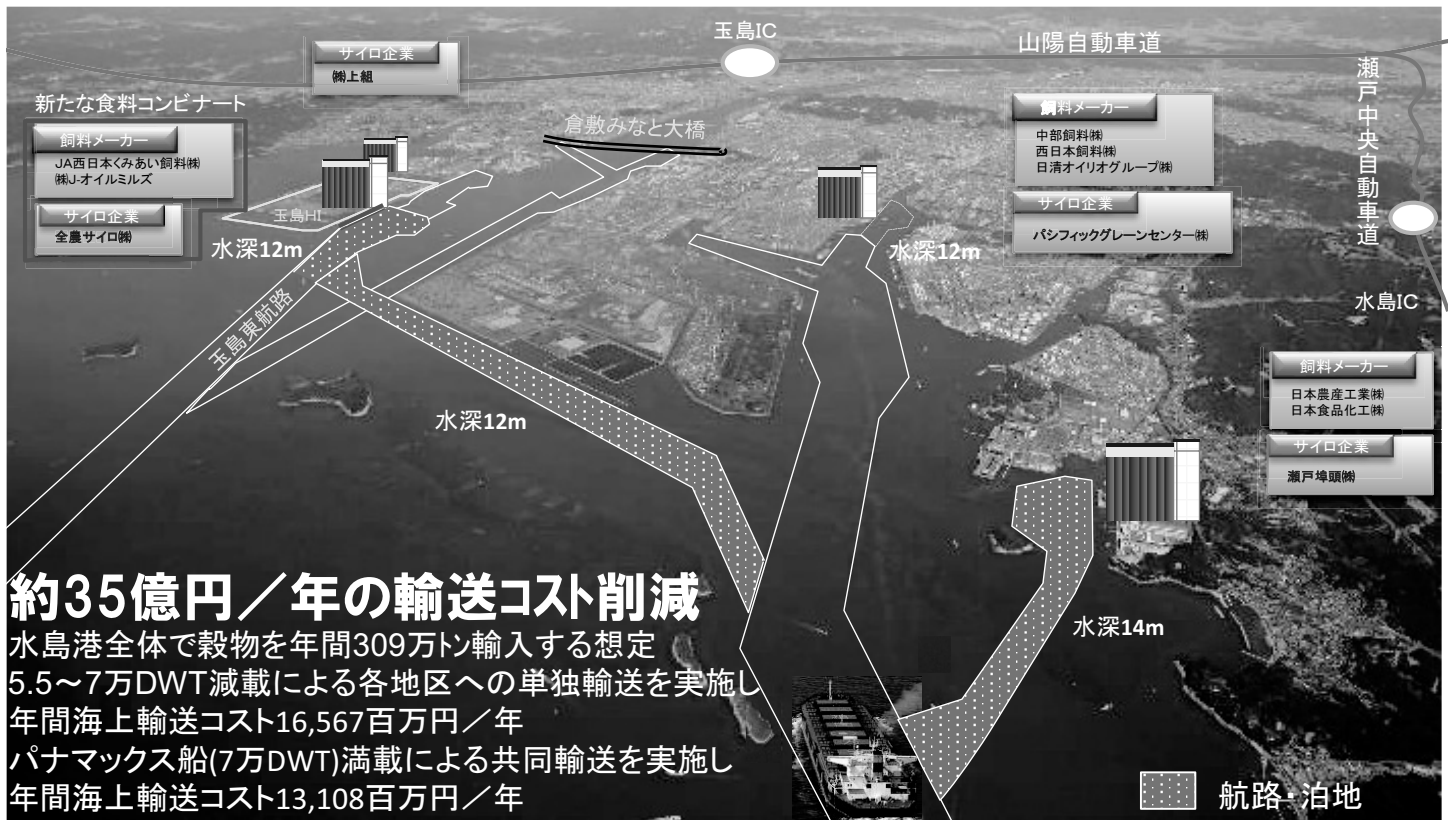 玉島IC
山陽自動車道
瀬戸中央自動車道
サイロ企業
㈱上組
新たな食料コンビナート
飼料メーカー
JA西日本くみあい飼料㈱
㈱J-オイルミルズ
サイロ企業
全農サイロ㈱
倉敷みなと大橋
飼料メーカー
中部飼料㈱
西日本飼料㈱
日清オイリオグループ㈱
サイロ企業
パシフィックグレーンセンター㈱
玉島HI
水深12m
水深12m
水島IC
玉島東航路
水深12m
飼料メーカー
日本農産工業㈱
日本食品化工㈱
サイロ企業
瀬戸埠頭㈱
水深14m
約35億円／年の輸送コスト削減
水島港全体で穀物を年間309万トン輸入する想定
5.5～7万DWT減載による各地区への単独輸送を実施し
年間海上輸送コスト16,567百万円／年
パナマックス船(7万DWT)満載による共同輸送を実施し
年間海上輸送コスト13,108百万円／年
航路・泊地